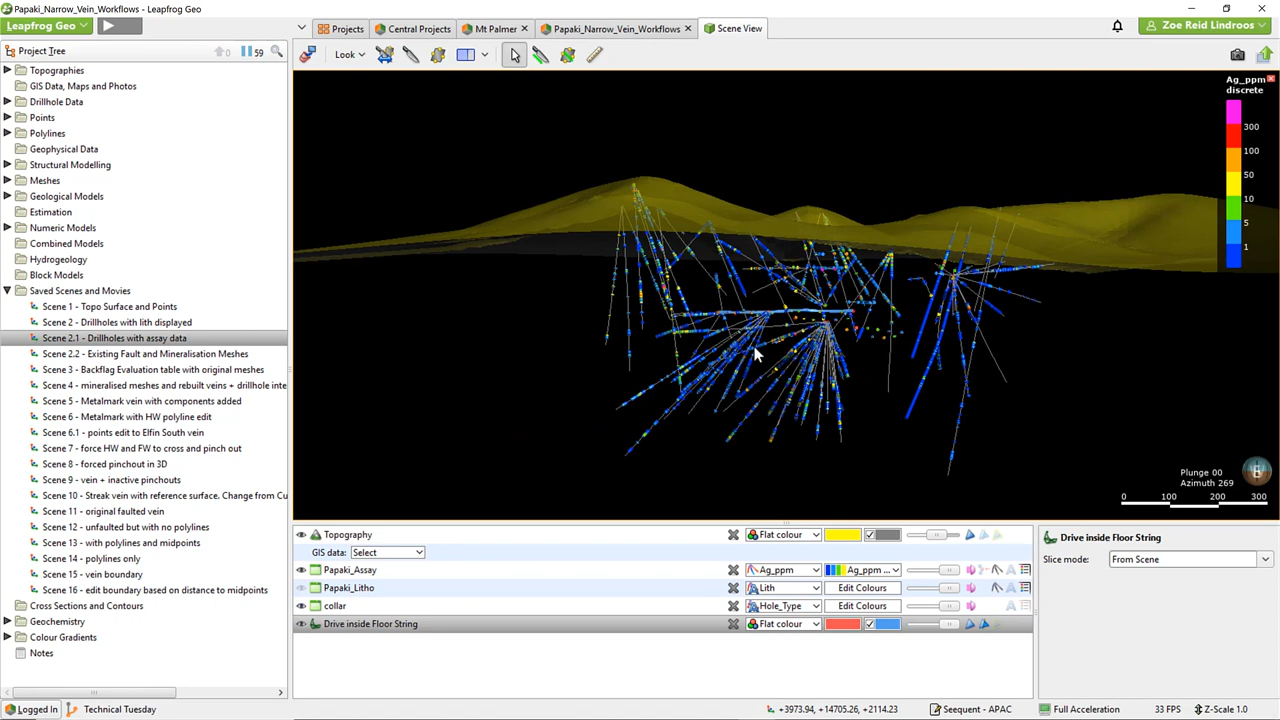 Papaki_Narrow_Vein_Workflows
Leapfrog Geo
Projects
Central Projects
Mt Palmer
Papaki_Narrow_Vein_Workflows
Scene View
Zoe Reid Lindroos
Project Tree
0
59
Look
Topographies
GIS Data, Maps and Photos
Drillhole Data
Points
Polylines
Geophysical Data
Structural Modelling
Meshes
Geological Models
Estimation
Numeric Models
Combined Models
Hydrogeology
Block Models
Saved Scenes and Movies
Scene 1 - Topo Surface and Points
Scene 2 - Drillholes with lith displayed
Scene 2.1 - Drillholes with assay data
Scene 2.2 - Existing Fault and Mineralisation Meshes
Scene 3 - Backflag Evaluation table with original meshes
Scene 4 - mineralised meshes and rebuilt veins + drillhole inte
Scene 5 - Metalmark vein with components added
Scene 6 - Metalmark with HW polyline edit
Scene 6.1 - points edit to Elfin South vein
Scene 7 - force HW and FW to cross and pinch out
Scene 8 - forced pinchout in 3D
Scene 9 - vein + inactive pinchouts
Scene 10 - Streak vein with reference surface. Change from Cu
Scene 11 - original faulted vein
Scene 12 - unfaulted but with no polylines
Scene 13 - with polylines and midpoints
Scene 14 - polylines only
Scene 15 - vein boundary
Scene 16 - edit boundary based on distance to midpoints
Cross Sections and Contours
Geochemistry
Colour Gradients
Notes
Ag_ppm
discrete
300
100
50
10
5
1
Plunge 00
Azimuth 269
0 100 200 300
Topography
Flat colour
GIS data:
Select
Papaki_Assay
Ag_ppm
Ag_ppm ...
Papaki_Litho
Lith
Edit Colours
collar
Hole_Type
Edit Colours
Drive inside Floor String
Flat colour
Drive inside Floor String
Slice mode:
From Scene
Logged In
Technical Tuesday
+3973.94, +14705.26, +2114.23
Seequent - APAC
Full Acceleration
33 FPS
Z-Scale 1.0